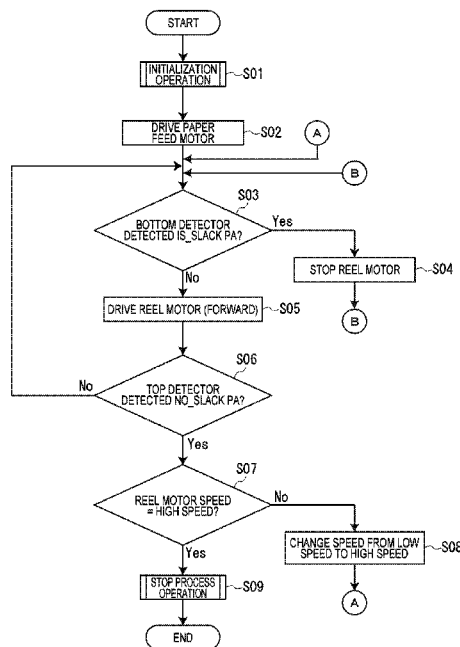 START
INITIALIZATION
OPERATION
S01
DRIVE PAPER
FEED MOTOR
S02
A
B
S03
BOTTOM DETECTOR
DETECTED IS_SLACK PA?
Yes
No
STOP REEL MOTOR
S04
B
DRIVE REEL MOTOR (FORWARD)
S05
S06
No
TOP DETECTOR
DETECTED NO_SLACK PA?
Yes
S07
REEL MOTOR SPEED
= HIGH SPEED?
No
Yes
CHANGE SPEED FROM LOW
SPEED TO HIGH SPEED
S08
A
STOP PROCESS
OPERATION
S09
END